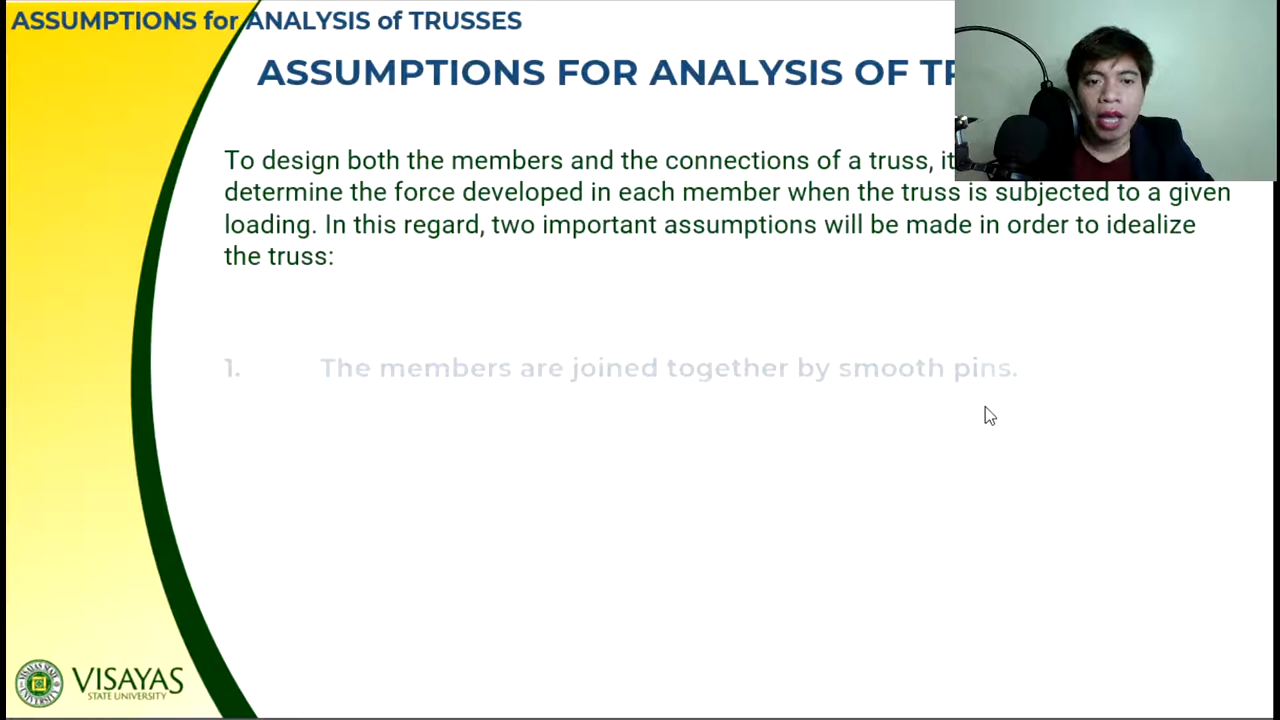 ASSUMPTIONS for ANALYSIS of TRUSSES
ASSUMPTIONS FOR ANALYSIS OF
To design both the members and the connections of a truss,
determine the force developed in each member when the truss is subjected to a given
loading. In this regard, two important assumptions will be made in order to idealize
the truss:
1. The members are joined together by smooth pins.
VISAYAS
STATE UNIVERSITY